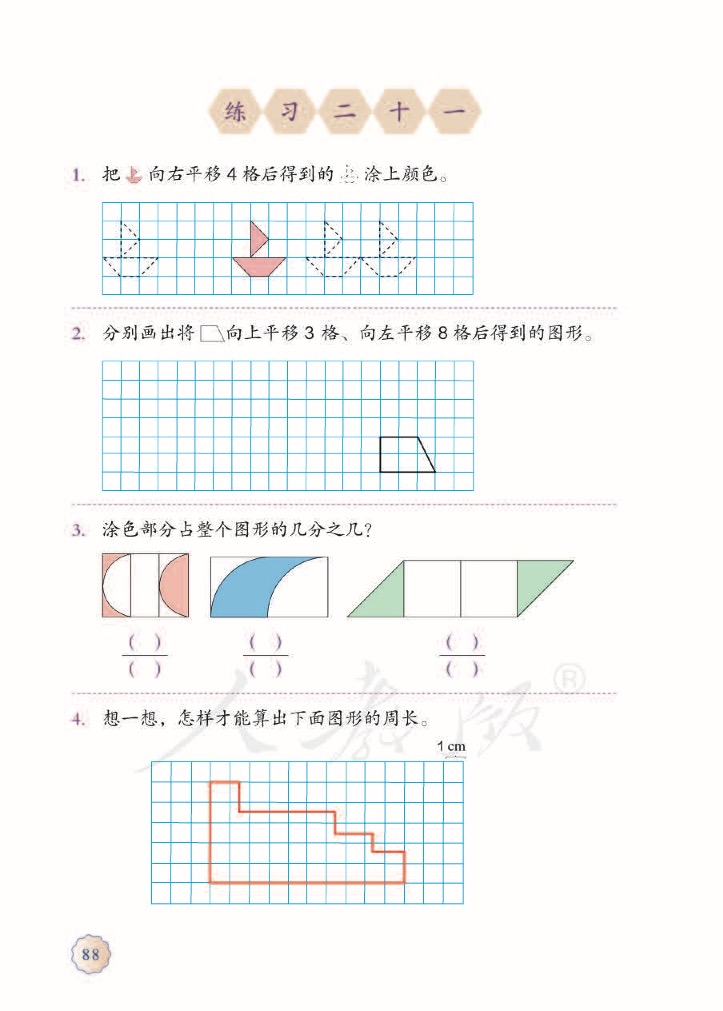 练习二十一
1. 把 向右平移 4 格后得到的 涂上颜色。
2. 分别画出将 向上平移 3 格、向左平移 8 格后得到的图形。
3. 涂色部分占整个图形的几分之几？
( ) ( ) ( )
( ) ( ) ( )
4. 想一想，怎样才能算出下面图形的周长。
人教版®
1 cm
88